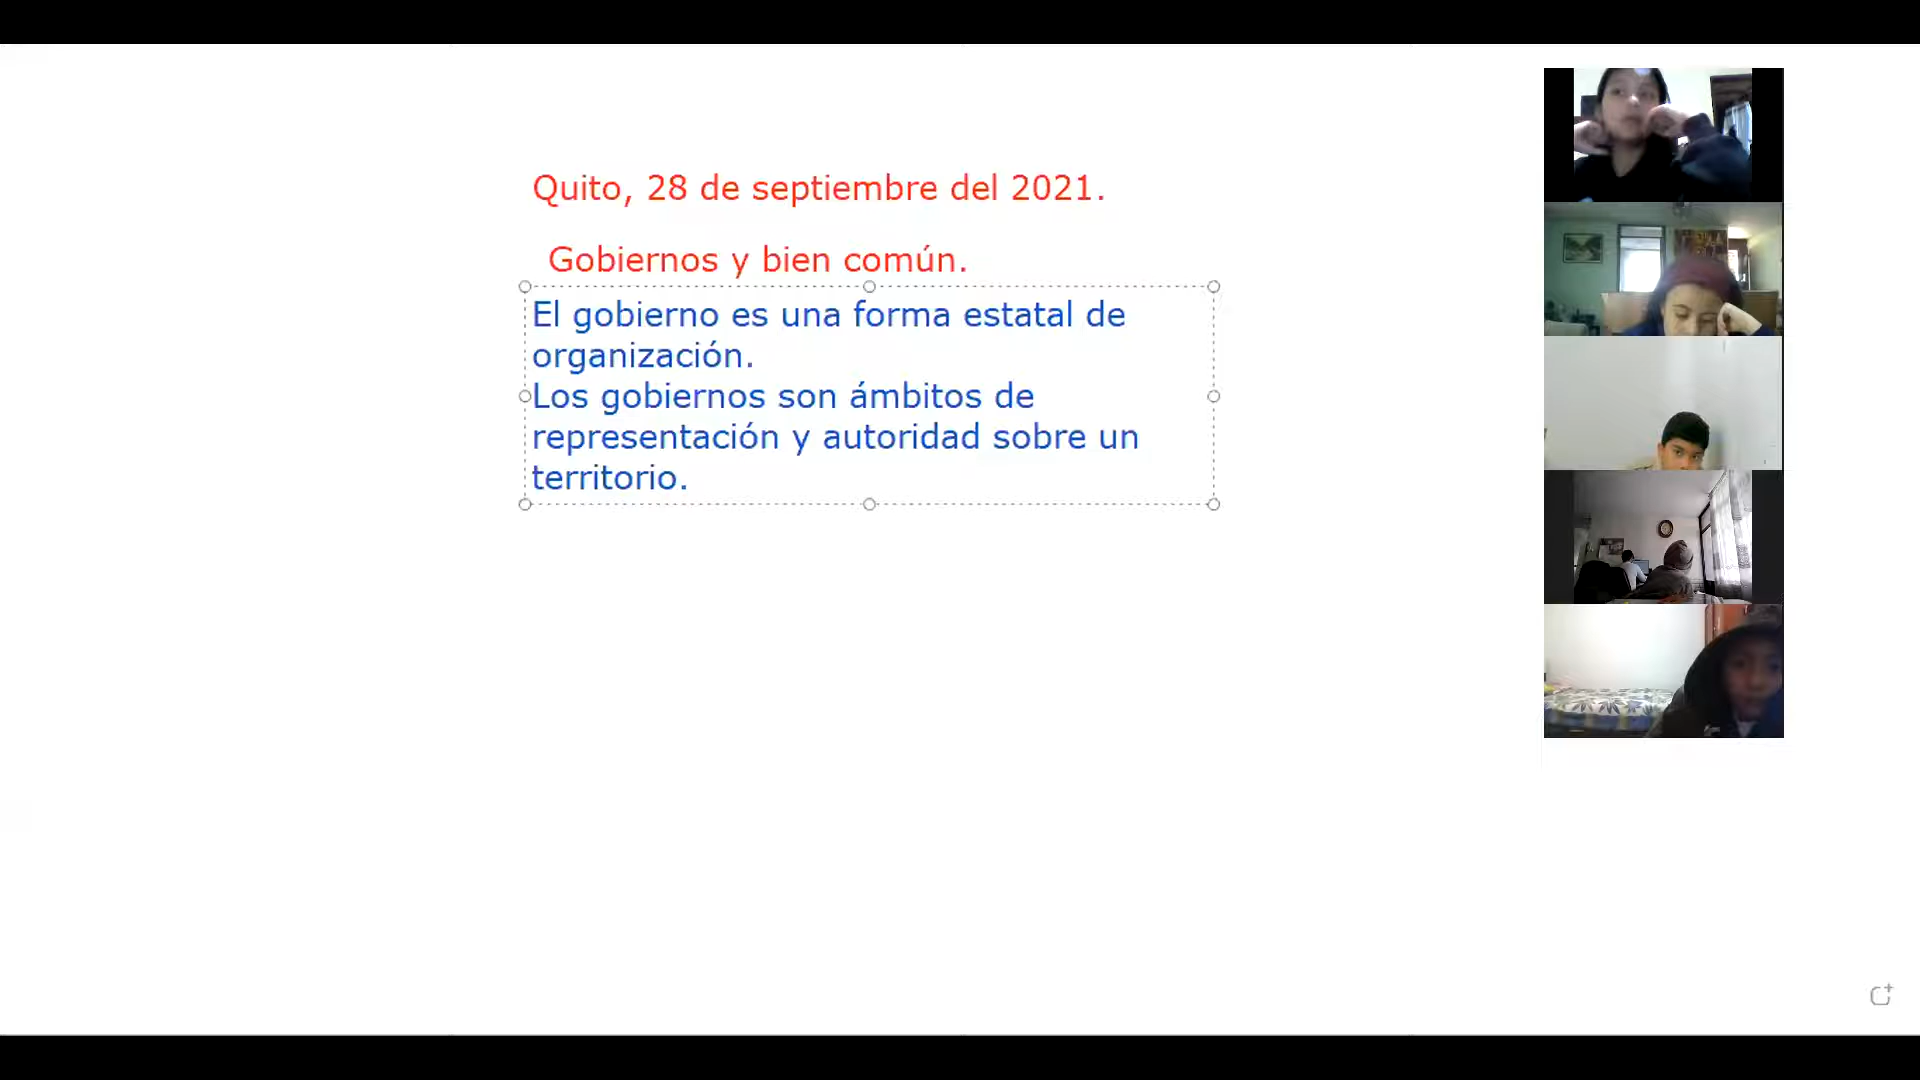 Quito, 28 de septiembre del 2021.
Gobiernos y bien común.
El gobierno es una forma estatal de
organización.
Los gobiernos son ámbitos de
representación y autoridad sobre un
territorio.